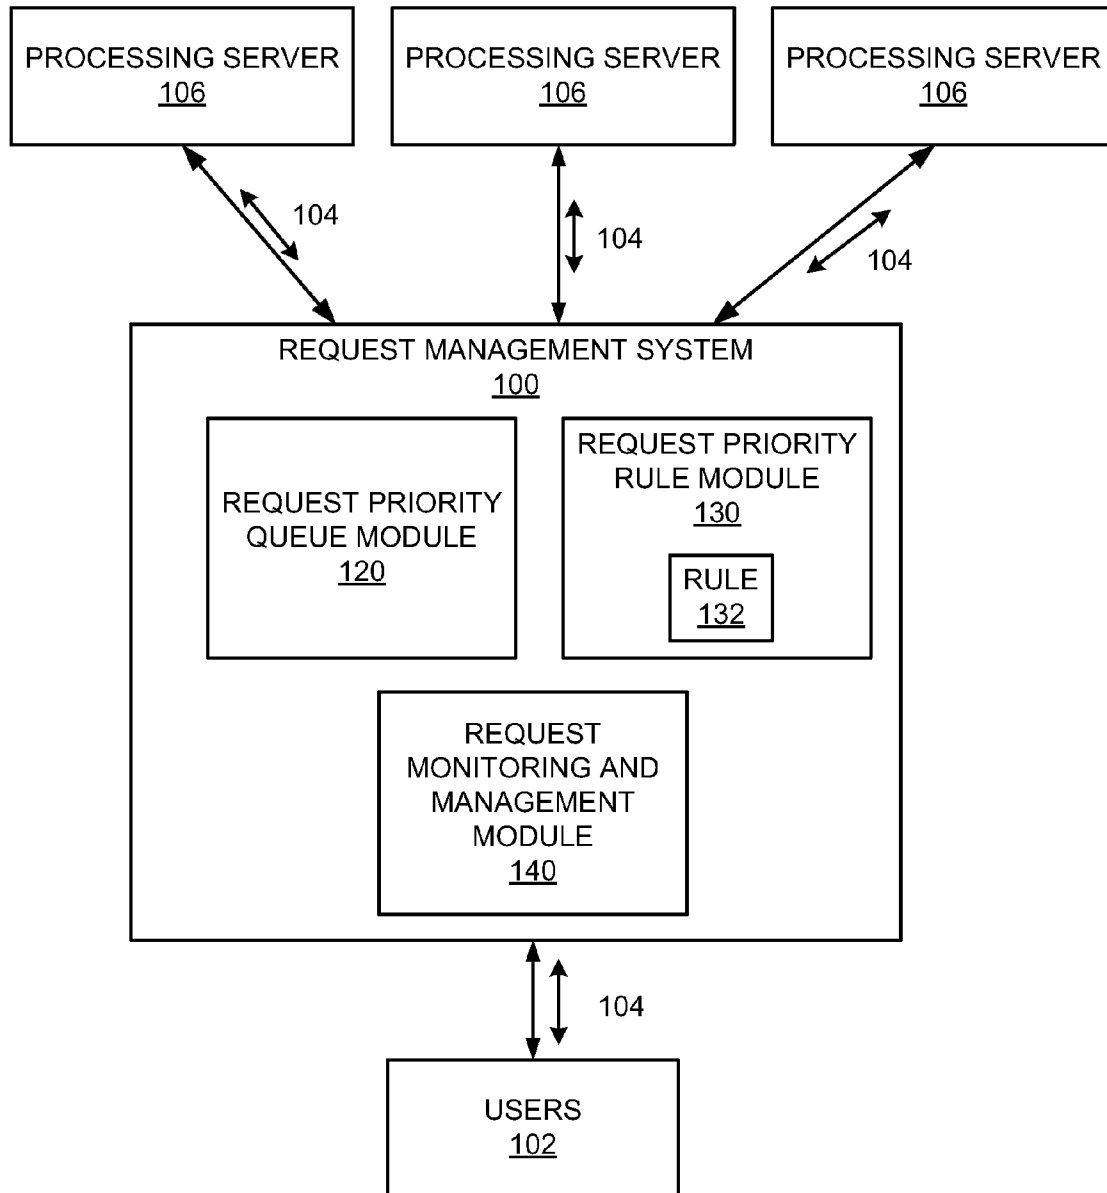 PROCESSING SERVER
106
PROCESSING SERVER
106
PROCESSING SERVER
106
104
104
104
REQUEST MANAGEMENT SYSTEM
100
REQUEST PRIORITY
QUEUE MODULE
120
REQUEST PRIORITY
RULE MODULE
130
RULE
132
REQUEST
MONITORING AND
MANAGEMENT
MODULE
140
104
USERS
102